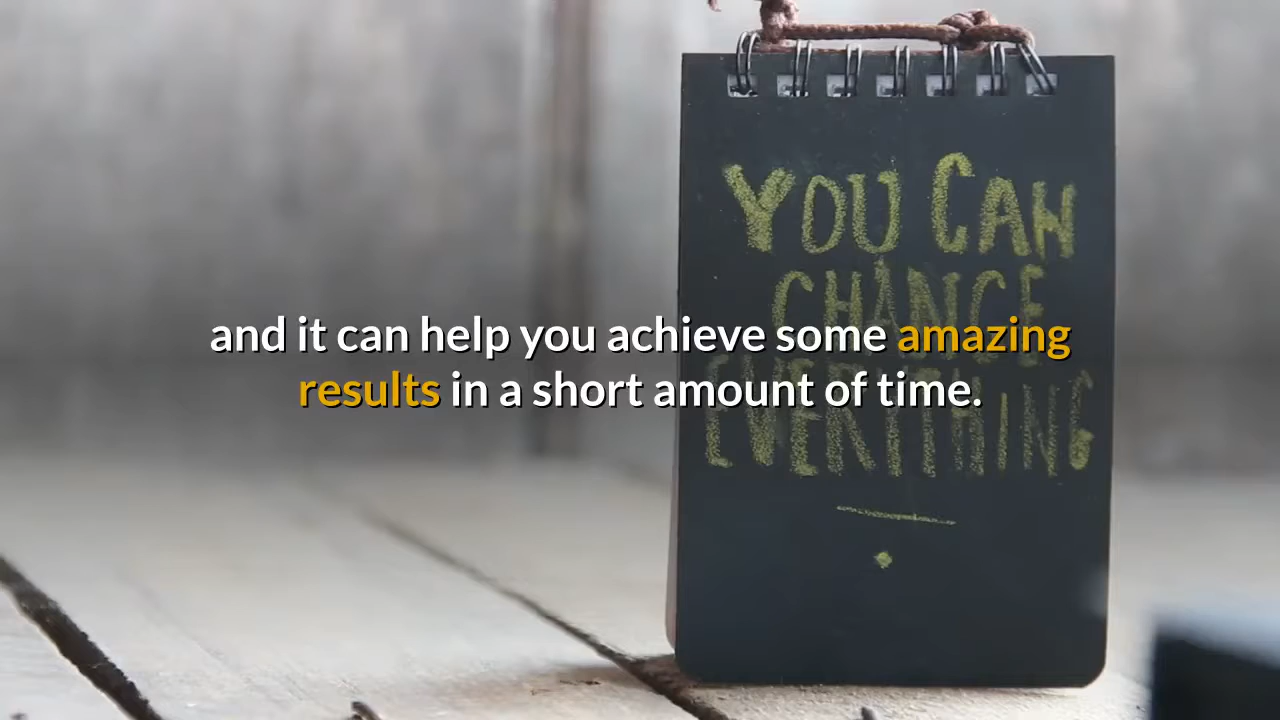 YOU CAN
CHANGE
EVERYTHING
and it can help you achieve some amazing
results in a short amount of time.